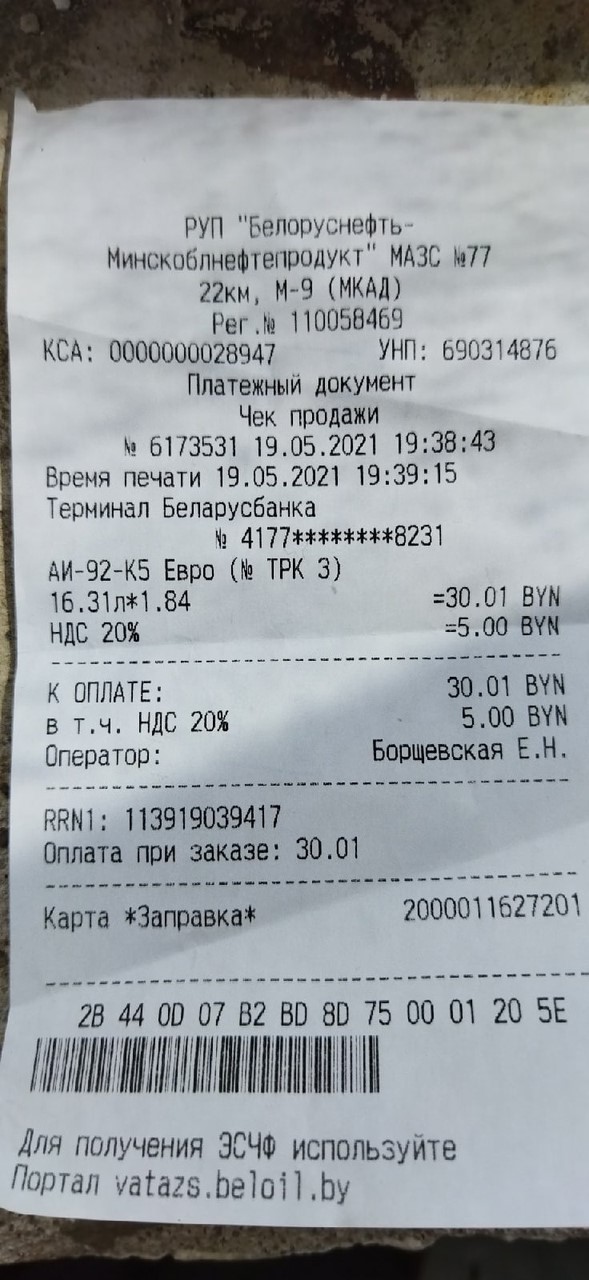 РУП "Белоруснефть-
Минскоблнефтепродукт" МАЗС №77
22км, М-9 (МКАД)
Рег.№ 110058469
КСА: 0000000028947 УНП: 690314876
Платежный документ
Чек продажи
№ 6173531 19.05.2021 19:38:43
Время печати 19.05.2021 19:39:15
Терминал Беларусбанка
№ 4177********8231
АИ-92-К5 Евро (№ ТРК 3)
16.31л*1.84 =30.01 BYN
НДС 20% =5.00 BYN
К ОПЛАТЕ: 30.01 BYN
в т.ч. НДС 20% 5.00 BYN
Оператор: Борщевская Е.Н.
RRN1: 113919039417
Оплата при заказе: 30.01
Карта *Заправка* 2000011627201
2B 44 0D 07 B2 BD 8D 75 00 01 20 5E
Для получения ЭСЧФ используйте
Портал vatazs.beloil.by